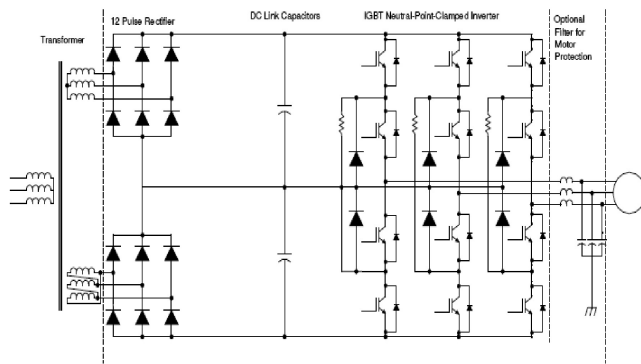 Transformer
12 Pulse Rectifier
DC Link Capacitors
IGBT Neutral-Point-Clamped Inverter
Optional
Filter for
Motor
Protection